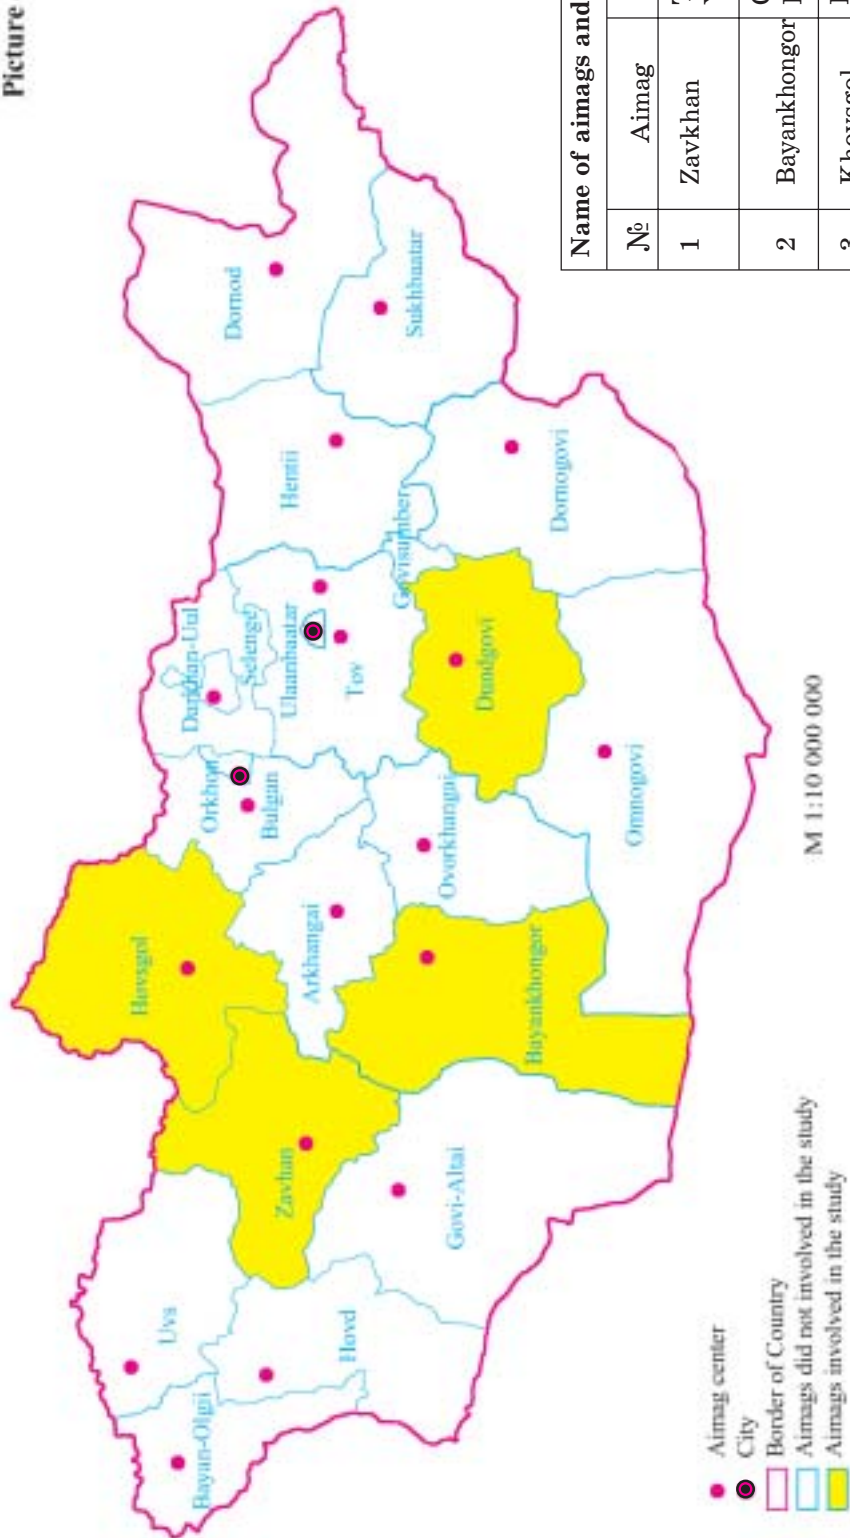 Picture
Bayan-Olgii
Uvs
Hovd
Zavhan
Govi-Altai
Hovsgol
Arkhangai
Bayankhongor
Orkhon
Bulgan
Ovorkhangai
Omnogovi
Darkhan-Uul
Selenge
Ulaanbaatar
Tov
Dundgovi
Govisumber
Hentii
Dornogovi
Dornod
Sukhbaatar
Aimag center
City
Border of Country
Aimags did not involved in the study
Aimags involved in the study
M 1:10 000 000
Name of aimags and
№ Aimag
1 Zavkhan
2 Bayankhongor
3